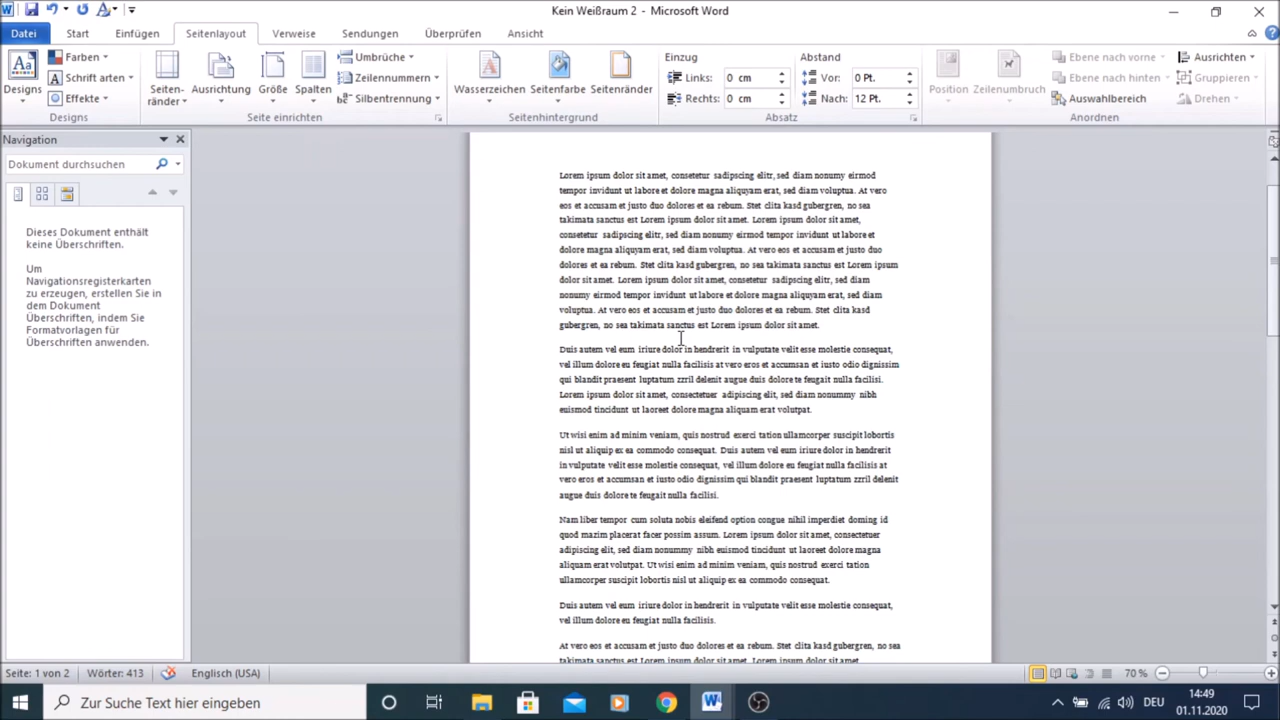 Kein Weißraum 2 - Microsoft Word
Datei Start Einfügen Seitenlayout Verweise Sendungen Überprüfen Ansicht
Designs
Farben
Schrift arten
Effekte
Designs
Seiten-
ränder
Ausrichtung
Größe
Spalten
Umbrüche
Zeilennummern
Silbentrennung
Seite einrichten
Wasserzeichen
Seitenfarbe
Seitenränder
Seitenhintergrund
Einzug
Links: 0 cm
Rechts: 0 cm
Abstand
Vor: 0 Pt.
Nach: 12 Pt.
Absatz
Position
Zeilenumbruch
Ebene nach vorne
Ebene nach hinten
Auswahlbereich
Ausrichten
Gruppieren
Drehen
Anordnen
Navigation
Dokument durchsuchen
Dieses Dokument enthält
keine Überschriften.
Um
Navigationsregisterkarten
zu erzeugen, erstellen Sie in
dem Dokument
Überschriften, indem Sie
Formatvorlagen für
Überschriften anwenden.
Lorem ipsum dolor sit amet, consetetur sadipscing elitr, sed diam nonumy eirmod
tempor invidunt ut labore et dolore magna aliquyam erat, sed diam voluptua. At vero
eos et accusam et justo duo dolores et ea rebum. Stet clita kasd gubergren, no sea
takimata sanctus est Lorem ipsum dolor sit amet. Lorem ipsum dolor sit amet,
consetetur sadipscing elitr, sed diam nonumy eirmod tempor invidunt ut labore et
dolore magna aliquyam erat, sed diam voluptua. At vero eos et accusam et justo duo
dolores et ea rebum. Stet clita kasd gubergren, no sea takimata sanctus est Lorem ipsum
dolor sit amet. Lorem ipsum dolor sit amet, consetetur sadipscing elitr, sed diam
nonumy eirmod tempor invidunt ut labore et dolore magna aliquyam erat, sed diam
voluptua. At vero eos et accusam et justo duo dolores et ea rebum. Stet clita kasd
gubergren, no sea takimata sanctus est Lorem ipsum dolor sit amet.
Duis autem vel eum iriure dolor in hendrerit in vulputate velit esse molestie consequat,
vel illum dolore eu feugiat nulla facilisis at vero eros et accumsan et iusto odio dignissim
qui blandit praesent luptatum zzril delenit augue duis dolore te feugait nulla facilisi.
Lorem ipsum dolor sit amet, consectetuer adipiscing elit, sed diam nonummy nibh
euismod tincidunt ut laoreet dolore magna aliquam erat volutpat.
Ut wisi enim ad minim veniam, quis nostrud exerci tation ullamcorper suscipit lobortis
nisl ut aliquip ex ea commodo consequat. Duis autem vel eum iriure dolor in hendrerit
in vulputate velit esse molestie consequat, vel illum dolore eu feugiat nulla facilisis at
vero eros et accumsan et iusto odio dignissim qui blandit praesent luptatum zzril delenit
augue duis dolore te feugait nulla facilisi.
Nam liber tempor cum soluta nobis eleifend option congue nihil imperdiet doming id
quod mazim placerat facer possim assum. Lorem ipsum dolor sit amet, consectetuer
adipiscing elit, sed diam nonummy nibh euismod tincidunt ut laoreet dolore magna
aliquam erat volutpat. Ut wisi enim ad minim veniam, quis nostrud exerci tation
ullamcorper suscipit lobortis nisl ut aliquip ex ea commodo consequat.
Duis autem vel eum iriure dolor in hendrerit in vulputate velit esse molestie consequat,
vel illum dolore eu feugiat nulla facilisis.
At vero eos et accusam et justo duo dolores et ea rebum. Stet clita kasd gubergren, no sea
takimata sanctus est Lorem ipsum dolor sit amet. Lorem ipsum dolor sit amet
Seite: 1 von 2 Wörter: 413 Englisch (USA) 70 %
Zur Suche Text hier eingeben
DEU
14:49
01.11.2020